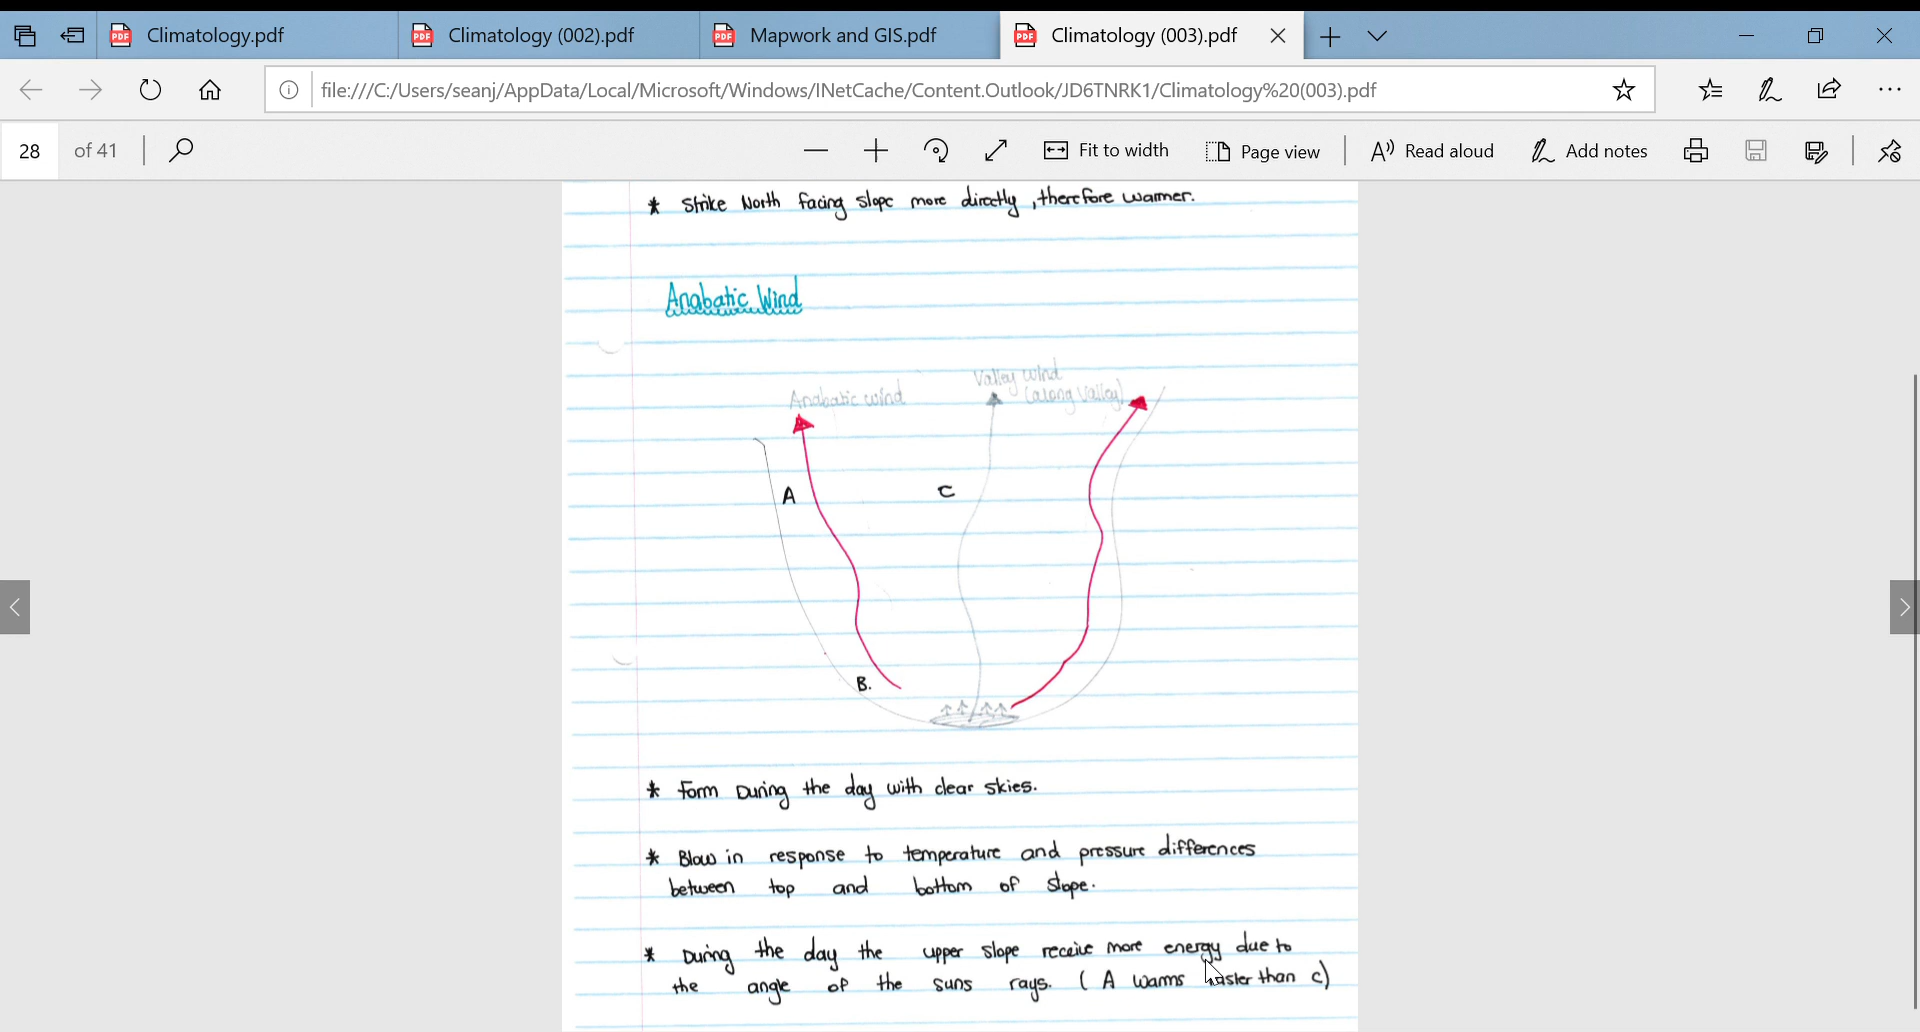 Climatology.pdf
Climatology (002).pdf
Mapwork and GIS.pdf
Climatology (003).pdf
file:///C:/Users/seanj/AppData/Local/Microsoft/Windows/INetCache/Content.Outlook/JD6TNRK1/Climatology%20(003).pdf
28 of 41
Fit to width
Page view
Read aloud
Add notes
* Strike North facing slope more directly, therefore warmer.
Anabatic Wind
Valley wind
Anabatic wind
(along Valley)
A
C
B.
* Form During the day with clear skies.
* Blow in response to temperature and pressure differences
between top and bottom of slope.
* During the day the upper slope receive more energy due to
the angle of the suns rays. (A warms faster than C)